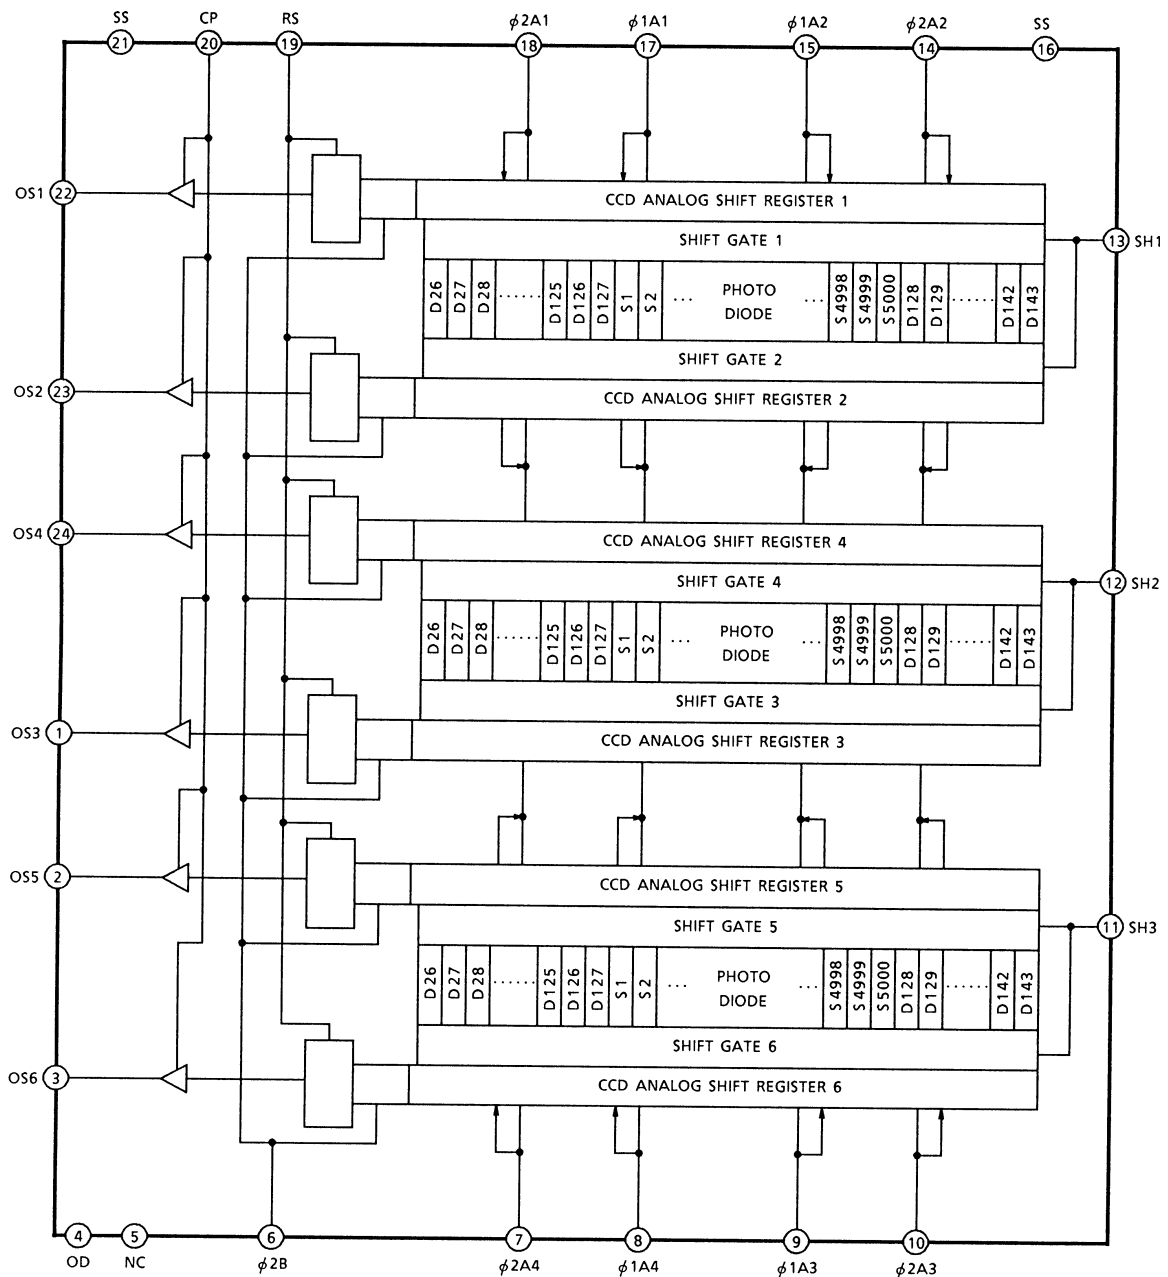 SS CP RS ϕ2A1 ϕ1A1 ϕ1A2 ϕ2A2 SS
21 20 19 18 17 15 14 16
OS1 22
CCD ANALOG SHIFT REGISTER 1
SHIFT GATE 1
13 SH1
D26 D27 D28 ······ D125 D126 D127 S1 S2 ··· PHOTO DIODE ··· S4998 S4999 S5000 D128 D129 ······ D142 D143
SHIFT GATE 2
OS2 23
CCD ANALOG SHIFT REGISTER 2
OS4 24
CCD ANALOG SHIFT REGISTER 4
SHIFT GATE 4
12 SH2
D26 D27 D28 ······ D125 D126 D127 S1 S2 ··· PHOTO DIODE ··· S4998 S4999 S5000 D128 D129 ······ D142 D143
SHIFT GATE 3
OS3 1
CCD ANALOG SHIFT REGISTER 3
OS5 2
CCD ANALOG SHIFT REGISTER 5
SHIFT GATE 5
11 SH3
D26 D27 D28 ······ D125 D126 D127 S1 S2 ··· PHOTO DIODE ··· S4998 S4999 S5000 D128 D129 ······ D142 D143
SHIFT GATE 6
OS6 3
CCD ANALOG SHIFT REGISTER 6
4 5 6 7 8 9 10
OD NC ϕ2B ϕ2A4 ϕ1A4 ϕ1A3 ϕ2A3